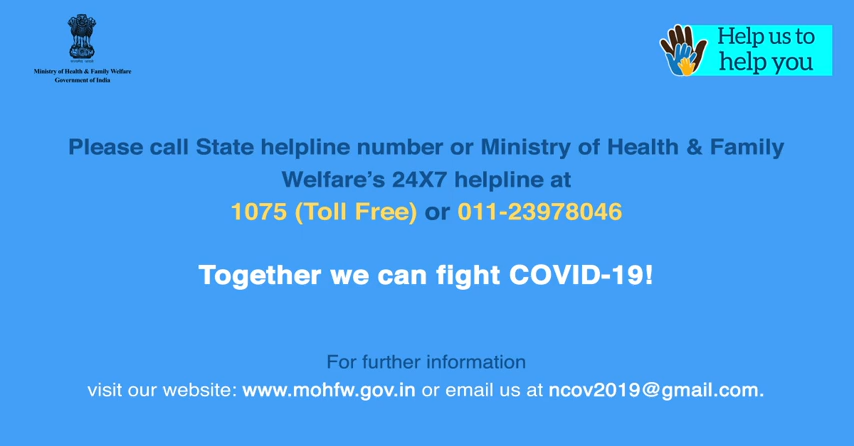 Ministry of Health & Family Welfare
Government of India
Help us to
help you
Please call State helpline number or Ministry of Health & Family
Welfare's 24X7 helpline at
1075 (Toll Free) or 011-23978046
Together we can fight COVID-19!
For further information
visit our website: www.mohfw.gov.in or email us at ncov2019@gmail.com.